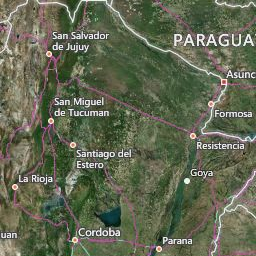 San Salvador
de Jujuy
PARAGUA
Asunc
Formosa
San Miguel
de Tucuman
Resistencia
Santiago del
Estero
La Rioja
Goya
uan
Cordoba
Parana